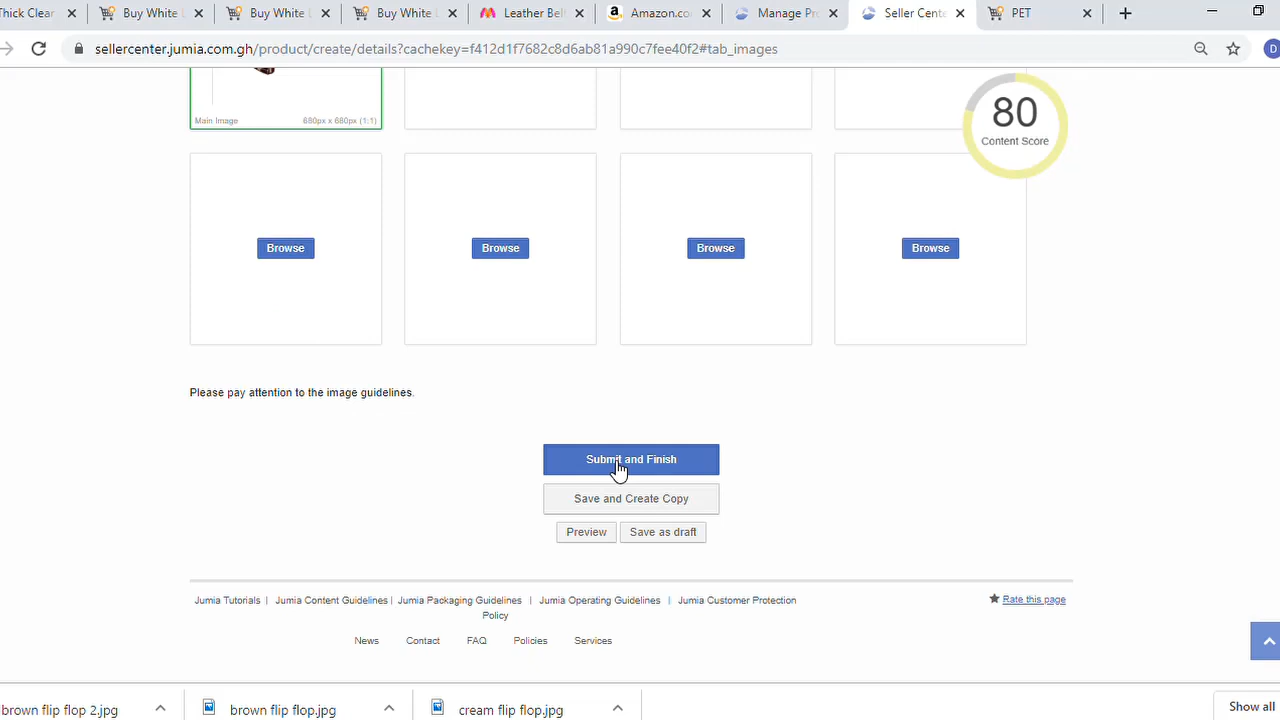 Thick Clear
Buy White L
Buy White L
Buy White L
Leather Belt
Amazon.co
Manage Pr
Seller Cente
PET
sellercenter.jumia.com.gh/product/create/details?cachekey=f412d1f7682c8d6ab81a990c7fee40f2#tab_images
D
Main Image 680px x 680px (1:1)
80
Content Score
Browse
Browse
Browse
Browse
Please pay attention to the image guidelines.
Submit and Finish
Save and Create Copy
Preview
Save as draft
Jumia Tutorials | Jumia Content Guidelines | Jumia Packaging Guidelines | Jumia Operating Guidelines | Jumia Customer Protection
Policy
Rate this page
News Contact FAQ Policies Services
brown flip flop 2.jpg
brown flip flop.jpg
cream flip flop.jpg
Show all